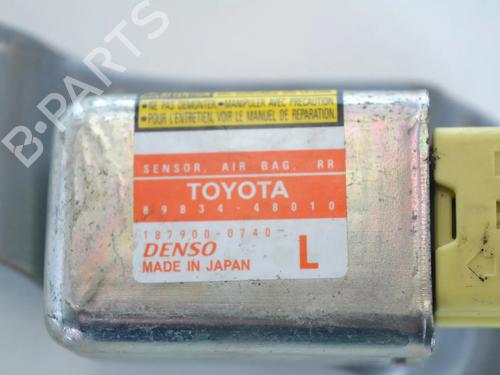 •NE PAS DEMONTER. •MANIPULER AVEC PRECAUTION.
•POUR L'ENTRETIEN, VOIR LE MANUEL DE REPARATION.
SENSOR, AIR BAG, RR
TOYOTA
89834-48010
187900-0740
DENSO
MADE IN JAPAN
L
B-PARTS